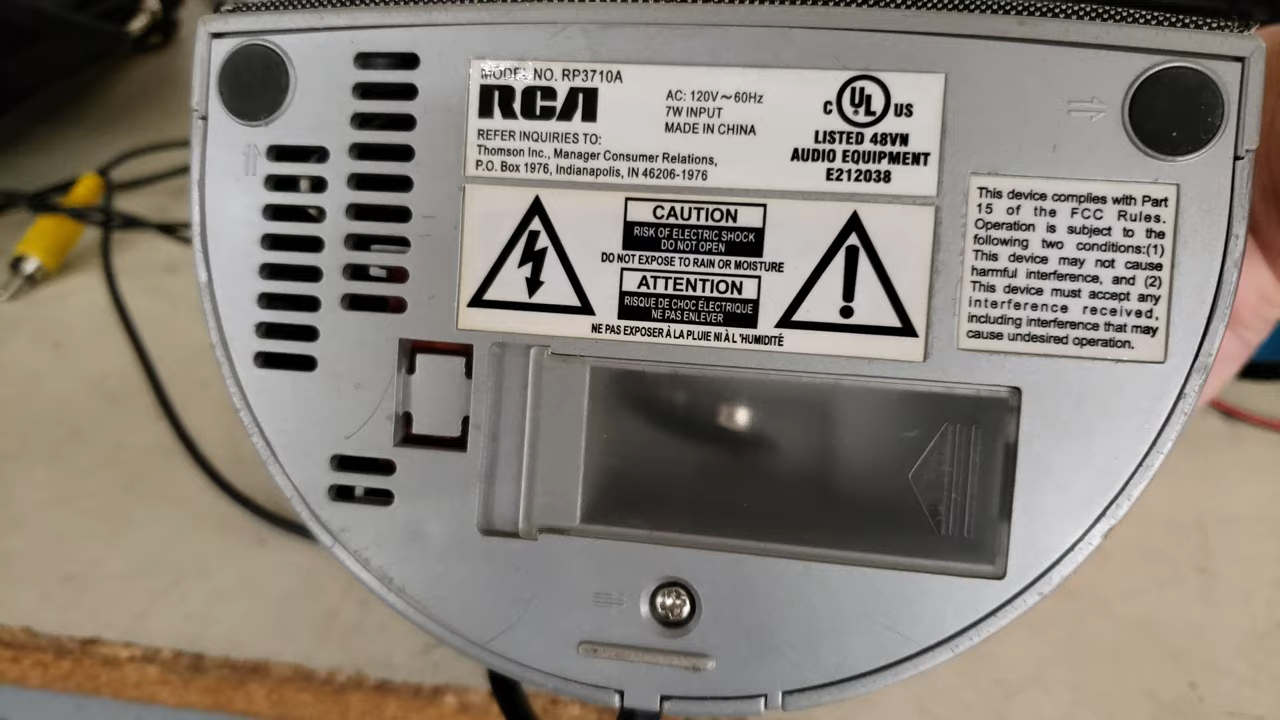 MODEL NO. RP3710A
RCA
REFER INQUIRIES TO:
Thomson Inc., Manager Consumer Relations,
P.O. Box 1976, Indianapolis, IN 46206-1976
AC: 120V~60Hz
7W INPUT
MADE IN CHINA
C UL US
LISTED 48VN
AUDIO EQUIPMENT
E212038
CAUTION
RISK OF ELECTRIC SHOCK
DO NOT OPEN
DO NOT EXPOSE TO RAIN OR MOISTURE
ATTENTION
RISQUE DE CHOC ÉLECTRIQUE
NE PAS ENLEVER
NE PAS EXPOSER À LA PLUIE NI À L'HUMIDITÉ
This device complies with Part
15 of the FCC Rules.
Operation is subject to the
following two conditions:(1)
This device may not cause
harmful interference, and (2)
This device must accept any
interference received,
including interference that may
cause undesired operation.